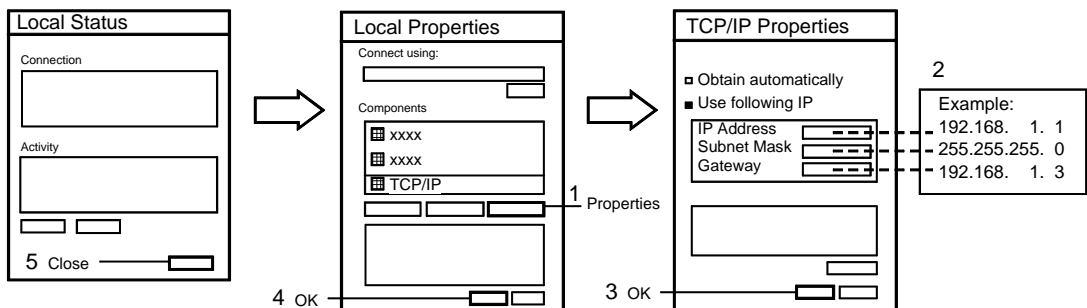 Local Status
Connection
Activity
5 Close
Local Properties
Connect using:
Components
xxxx
xxxx
TCP/IP
1
Properties
4 OK
TCP/IP Properties
Obtain automatically
Use following IP
IP Address
Subnet Mask
Gateway
3 OK
2
Example:
192.168. 1. 1
255.255.255. 0
192.168. 1. 3